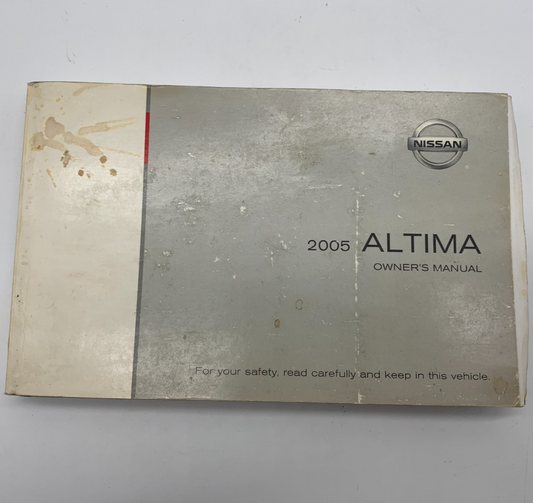 NISSAN
2005 ALTIMA
OWNER'S MANUAL
For your safety, read carefully and keep in this vehicle.